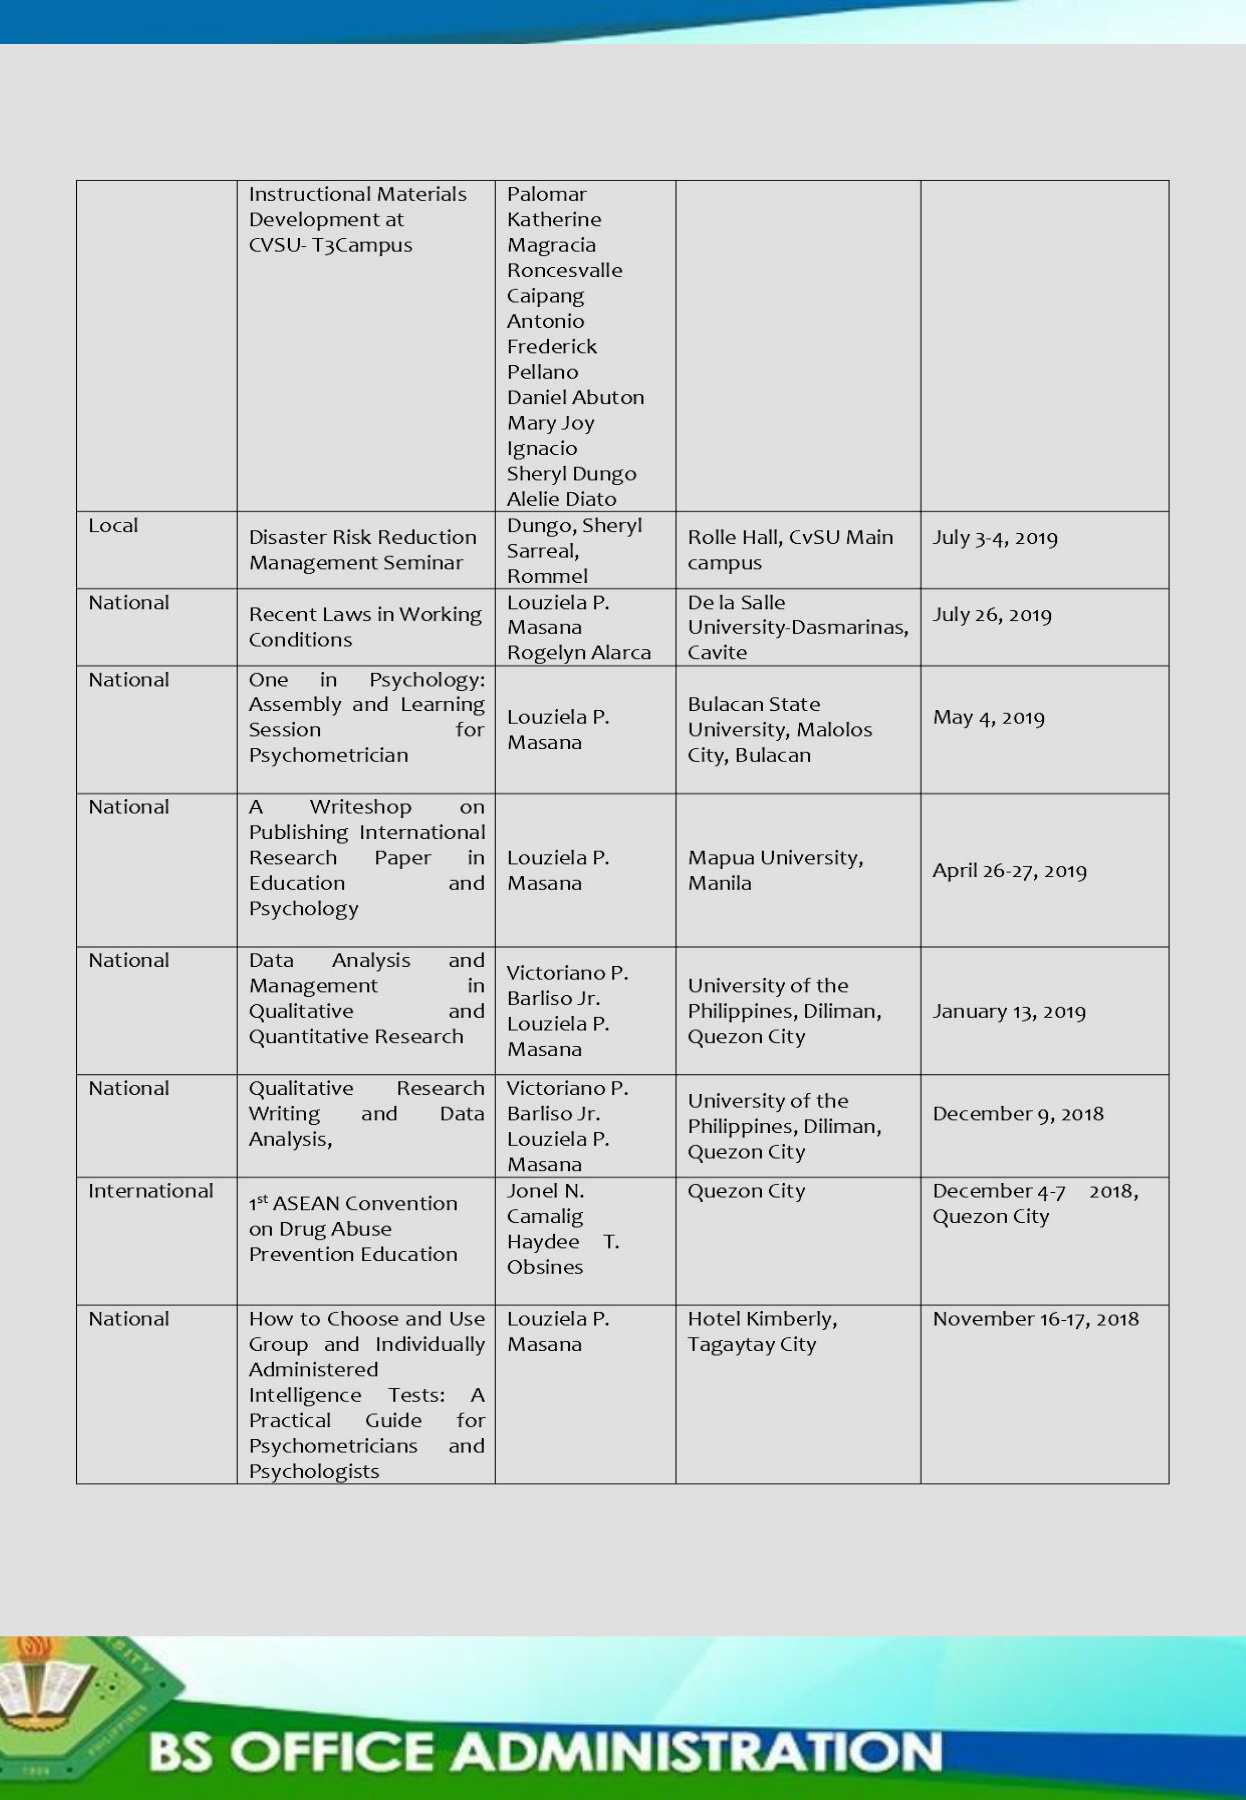 Instructional Materials
Development at
CVSU- T3Campus
Palomar
Katherine
Magracia
Roncesvalle
Caipang
Antonio
Frederick
Pellano
Daniel Abuton
Mary Joy
Ignacio
Sheryl Dungo
Alelie Diato
Local
Disaster Risk Reduction
Management Seminar
Dungo, Sheryl
Sarreal,
Rommel
Rolle Hall, CvSU Main
campus
July 3-4, 2019
National
Recent Laws in Working
Conditions
Louziela P.
Masana
Rogelyn Alarca
De la Salle
University-Dasmarinas,
Cavite
July 26, 2019
National
One in Psychology:
Assembly and Learning
Session for
Psychometrician
Louziela P.
Masana
Bulacan State
University, Malolos
City, Bulacan
May 4, 2019
National
A Writeshop on
Publishing International
Research Paper in
Education and
Psychology
Louziela P.
Masana
Mapua University,
Manila
April 26-27, 2019
National
Data Analysis and
Management in
Qualitative and
Quantitative Research
Victoriano P.
Barliso Jr.
Louziela P.
Masana
University of the
Philippines, Diliman,
Quezon City
January 13, 2019
National
Qualitative Research
Writing and Data
Analysis,
Victoriano P.
Barliso Jr.
Louziela P.
Masana
University of the
Philippines, Diliman,
Quezon City
December 9, 2018
International
1st ASEAN Convention
on Drug Abuse
Prevention Education
Jonel N.
Camalig
Haydee T.
Obsines
Quezon City
December 4-7 2018,
Quezon City
National
How to Choose and Use
Group and Individually
Administered
Intelligence Tests: A
Practical Guide for
Psychometricians and
Psychologists
Louziela P.
Masana
Hotel Kimberly,
Tagaytay City
November 16-17, 2018
PHILIPPINES
1906
BS OFFICE ADMINISTRATION